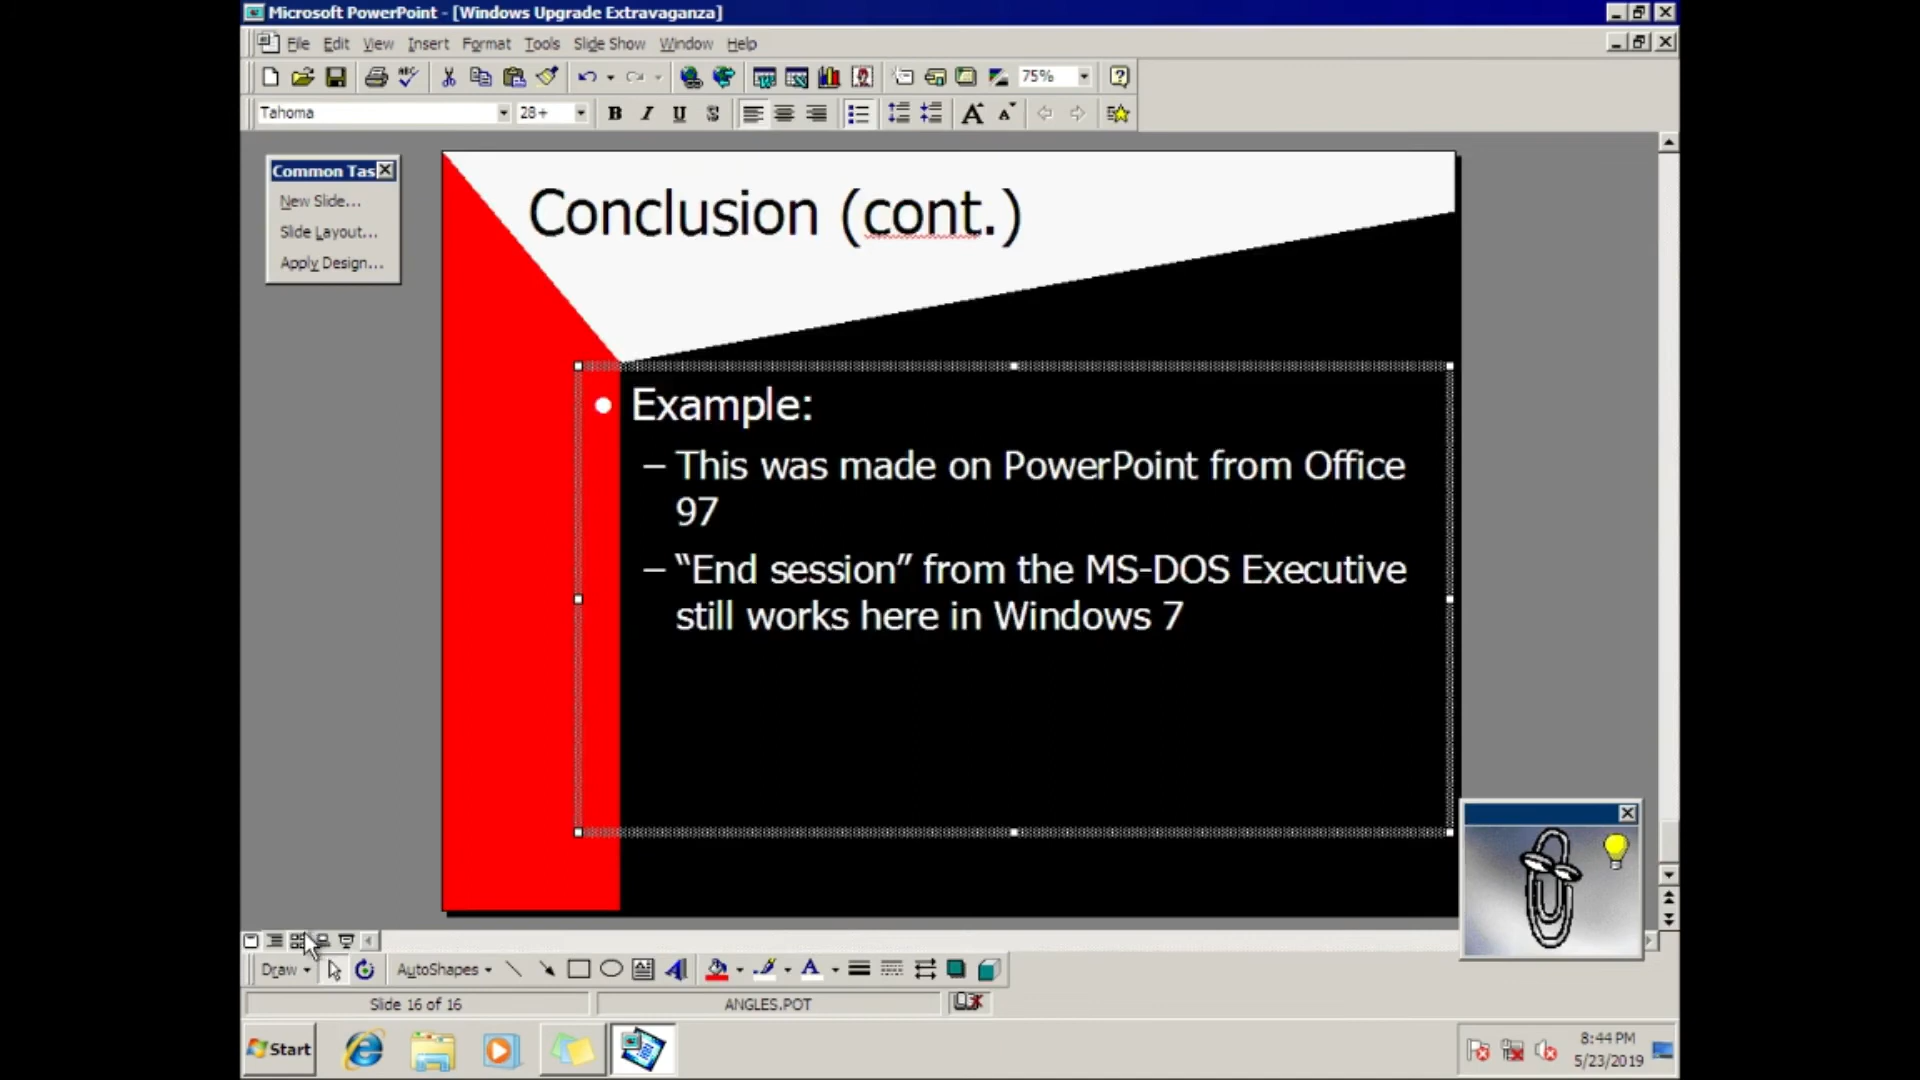 Microsoft PowerPoint - [Windows Upgrade Extravaganza]
File Edit View Insert Format Tools Slide Show Window Help
ABC
75%
Tahoma 28+ B I U S A A
Common Tas
New Slide...
Slide Layout...
Apply Design...
Conclusion (cont.)
• Example:
– This was made on PowerPoint from Office
97
– “End session” from the MS-DOS Executive
still works here in Windows 7
Draw AutoShapes A
Slide 16 of 16 ANGLES.POT
Start
8:44 PM
5/23/2019